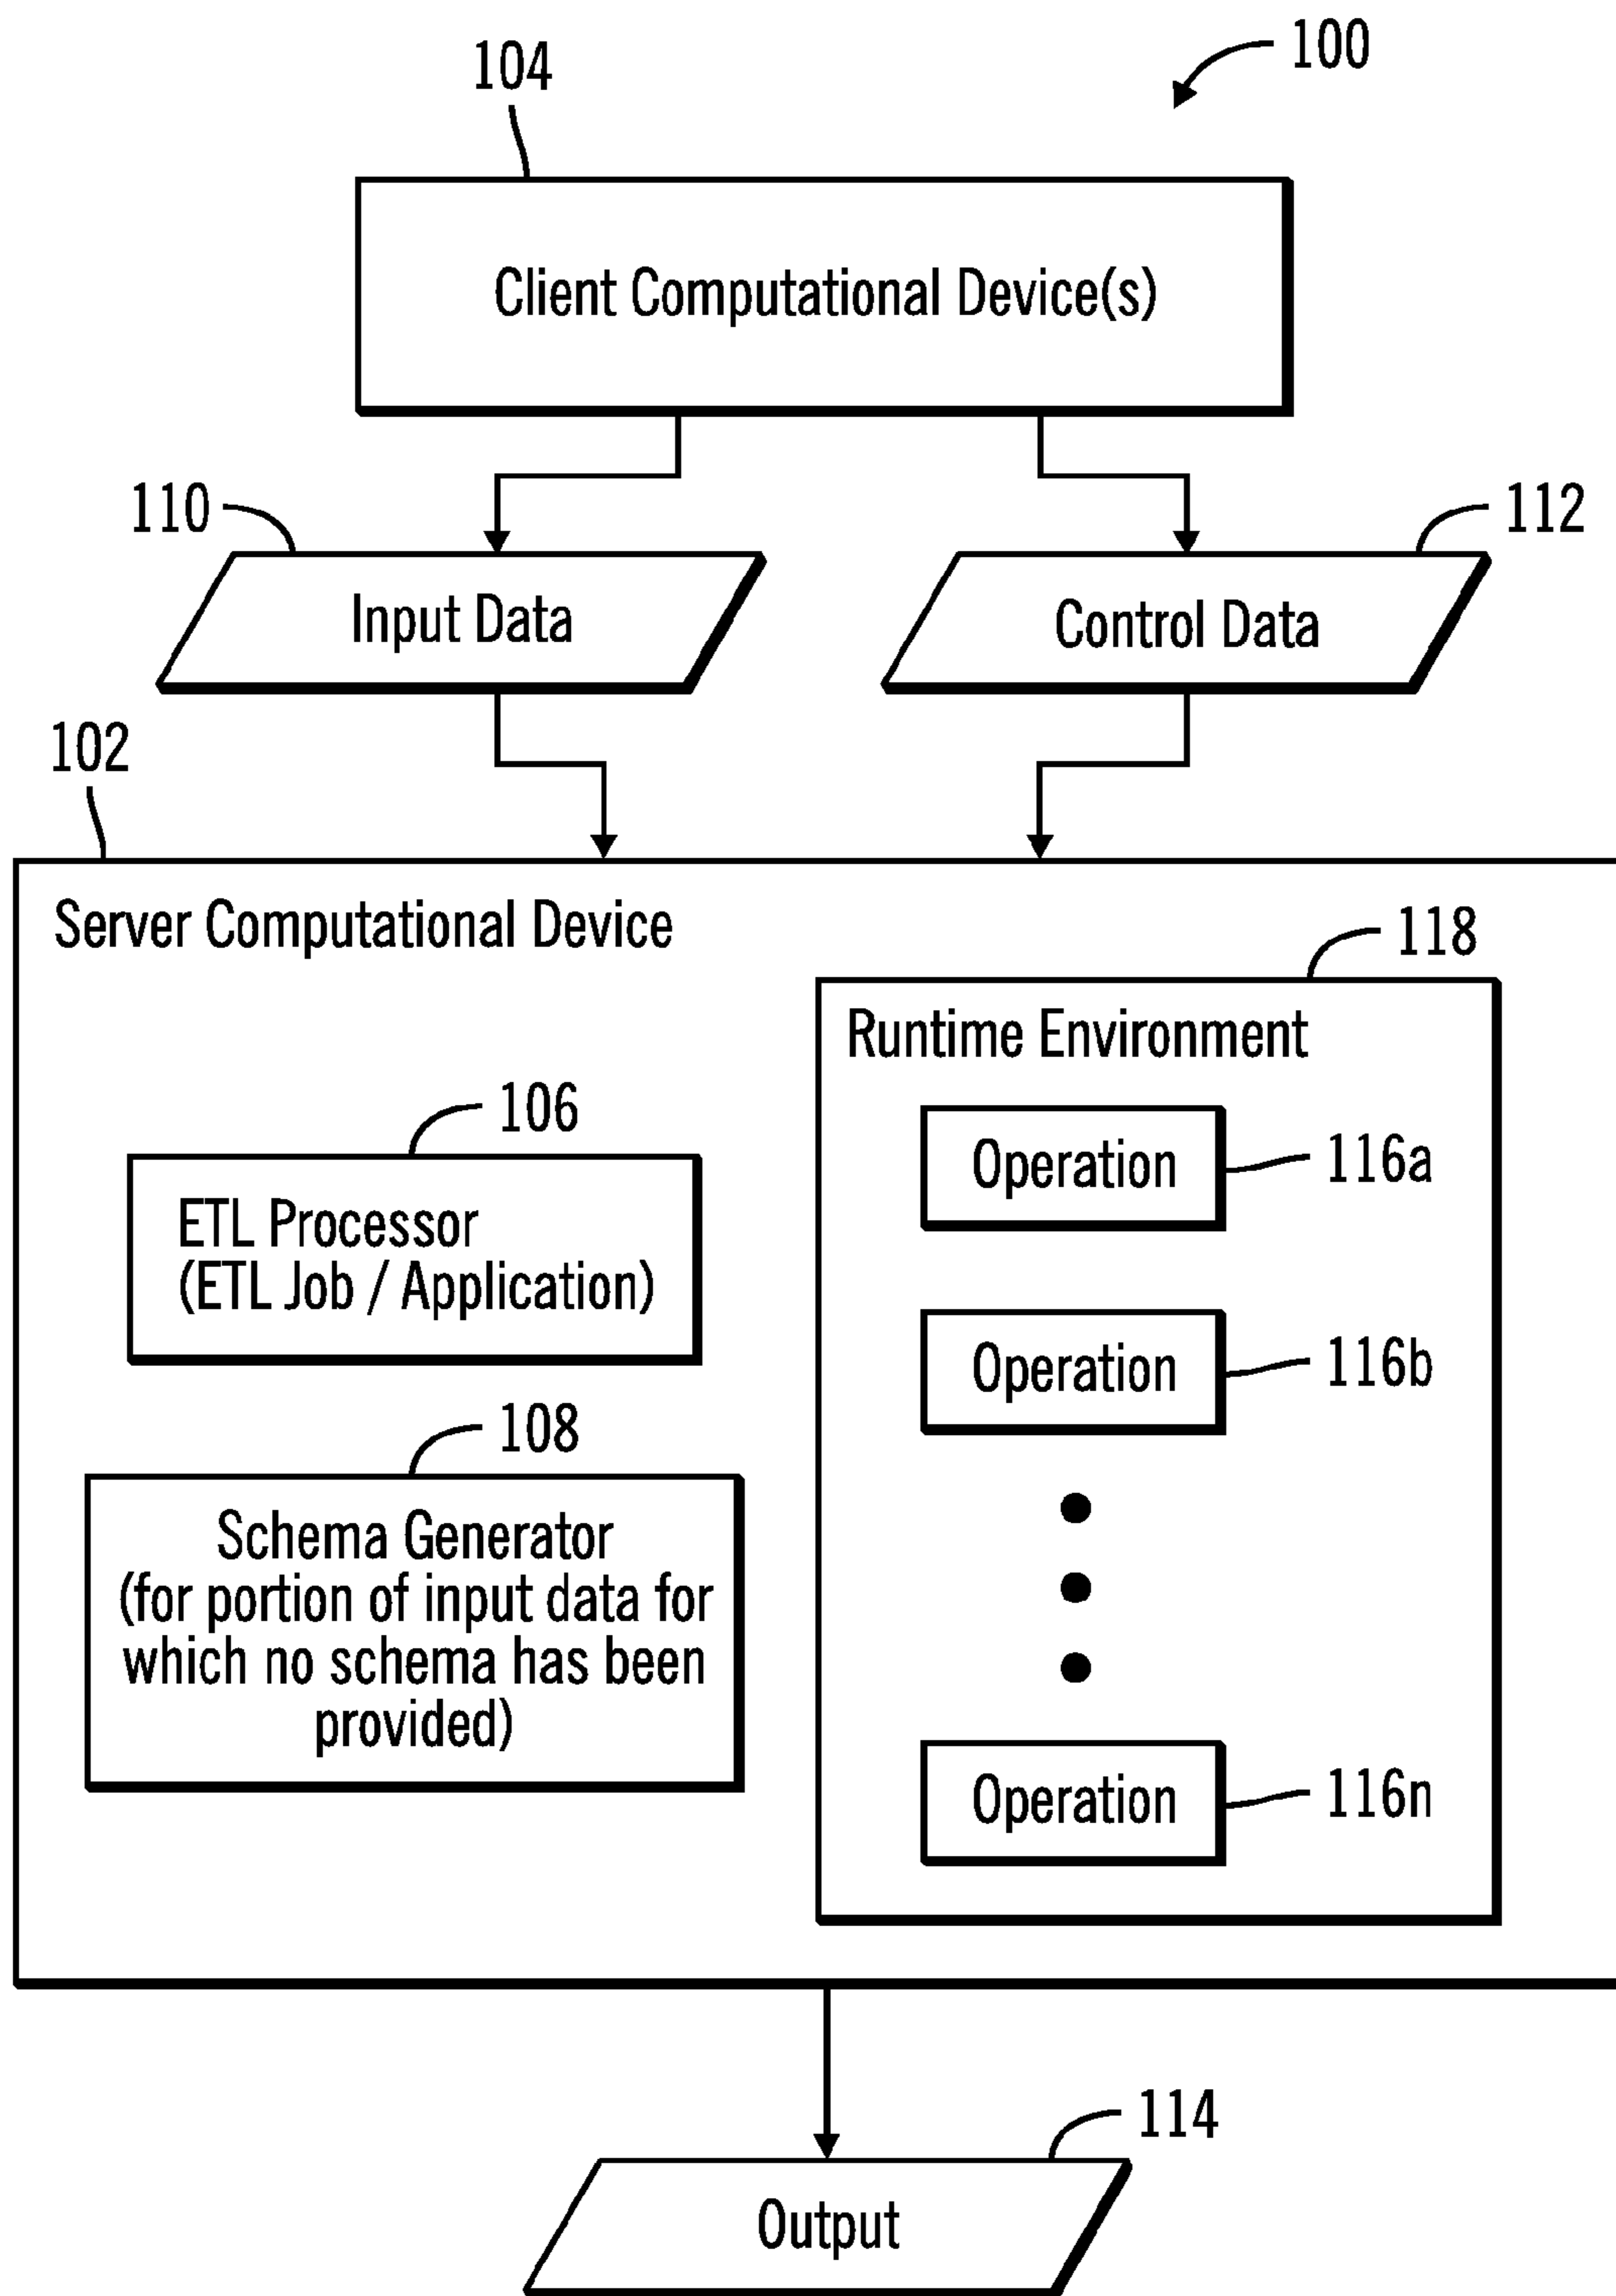 100
104
Client Computational Device(s)
110
112
Input Data
Control Data
102
Server Computational Device
118
Runtime Environment
106
ETL Processor
(ETL Job / Application)
Operation
116a
Operation
116b
108
Schema Generator
(for portion of input data for
which no schema has been
provided)
Operation
116n
114
Output